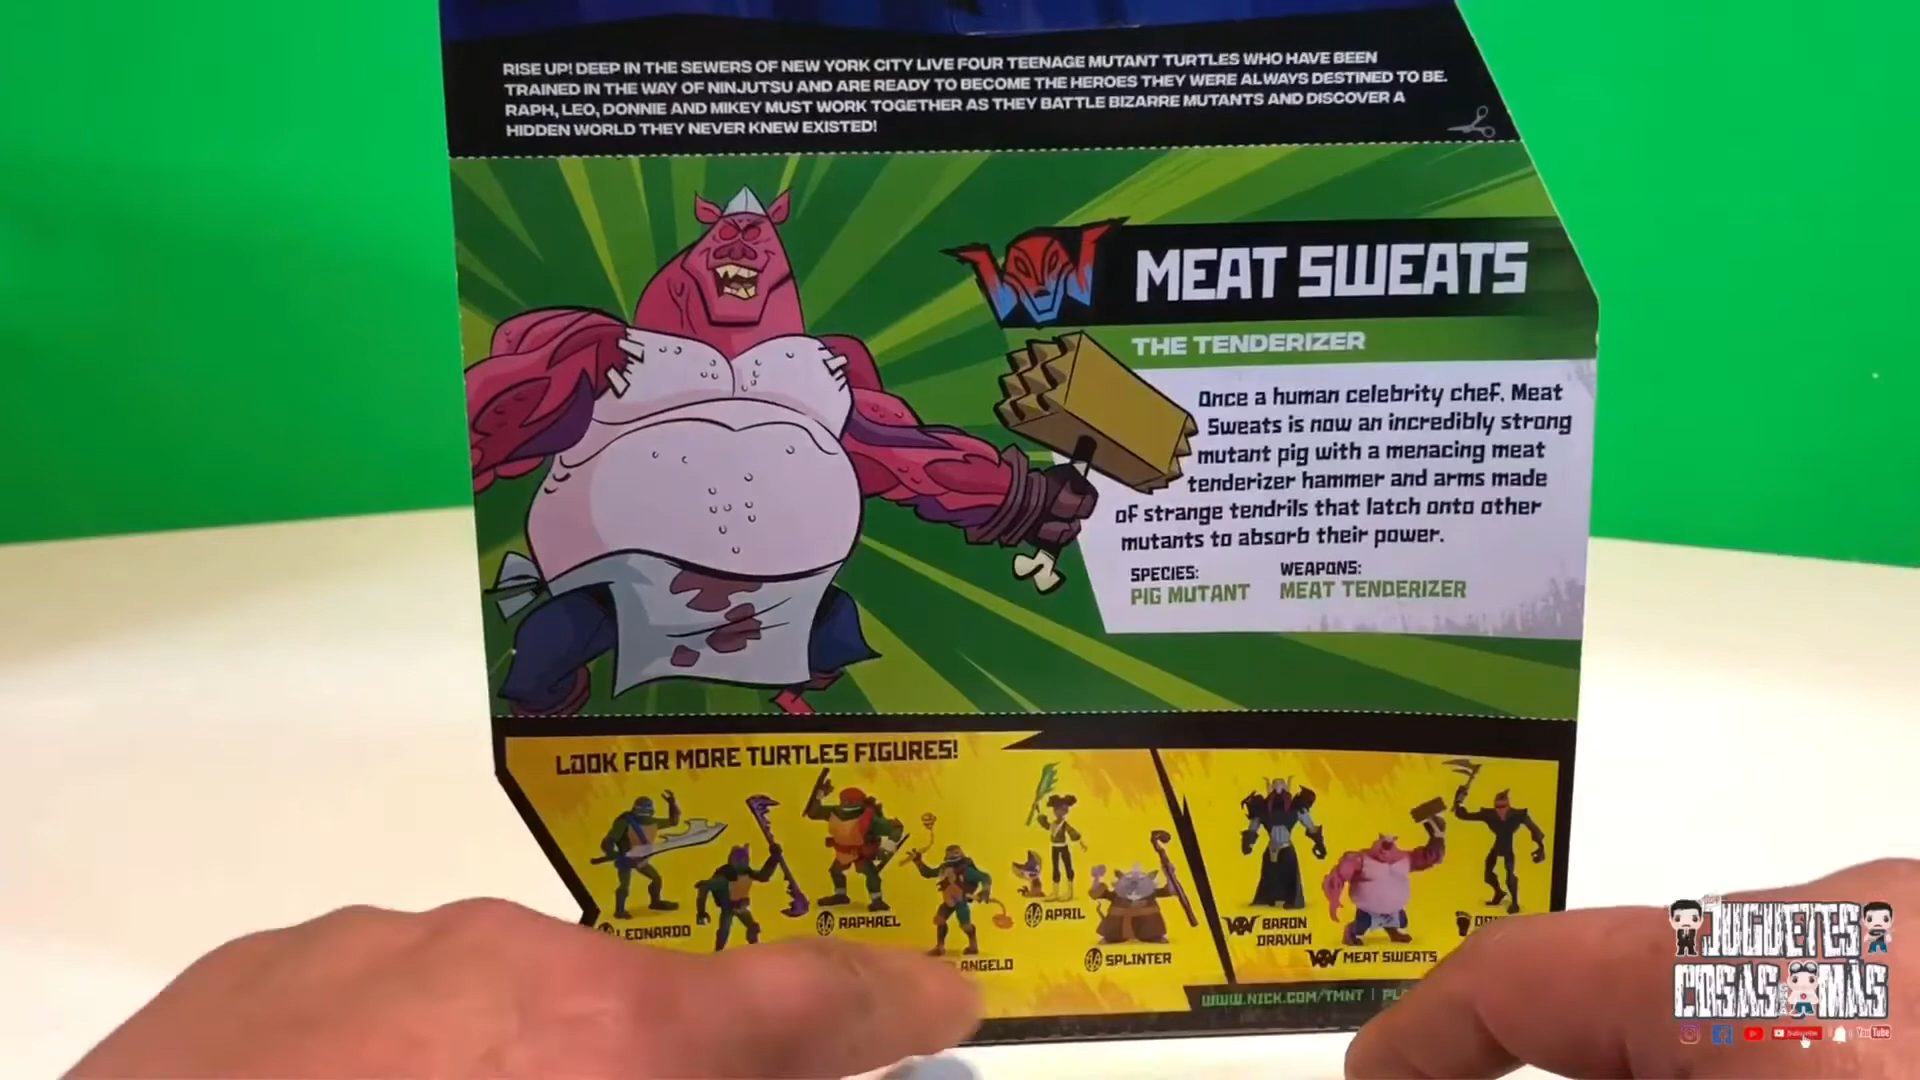 RISE UP! DEEP IN THE SEWERS OF NEW YORK CITY LIVE FOUR TEENAGE MUTANT TURTLES WHO HAVE BEEN
TRAINED IN THE WAY OF NINJUTSU AND ARE READY TO BECOME THE HEROES THEY WERE ALWAYS DESTINED TO BE.
RAPH, LEO, DONNIE AND MIKEY MUST WORK TOGETHER AS THEY BATTLE BIZARRE MUTANTS AND DISCOVER A
HIDDEN WORLD THEY NEVER KNEW EXISTED!
MEAT SWEATS
THE TENDERIZER
Once a human celebrity chef, Meat
Sweats is now an incredibly strong
mutant pig with a menacing meat
tenderizer hammer and arms made
of strange tendrils that latch onto other
mutants to absorb their power.
SPECIES:
PIG MUTANT
WEAPONS:
MEAT TENDERIZER
LOOK FOR MORE TURTLES FIGURES!
LEONARDO
RAPHAEL
ANGELO
APRIL
SPLINTER
BARON
DRAXUM
MEAT SWEATS
WWW.NICK.COM/TMNT |
JUGUETES
COSAS Y MÀS
Subscribe
YouTube